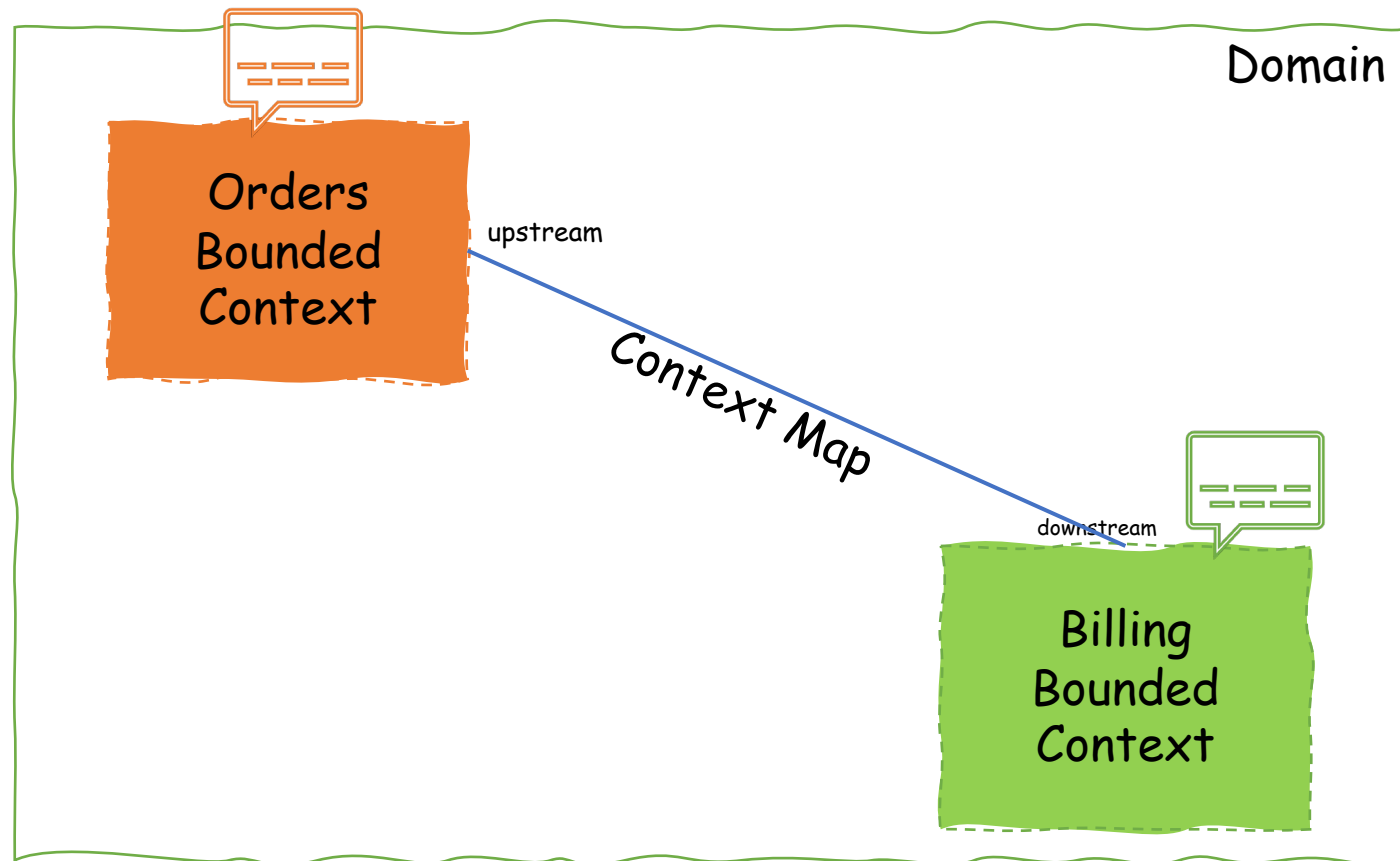 Domain
Orders
Bounded
Context
upstream
Context Map
downstream
Billing
Bounded
Context